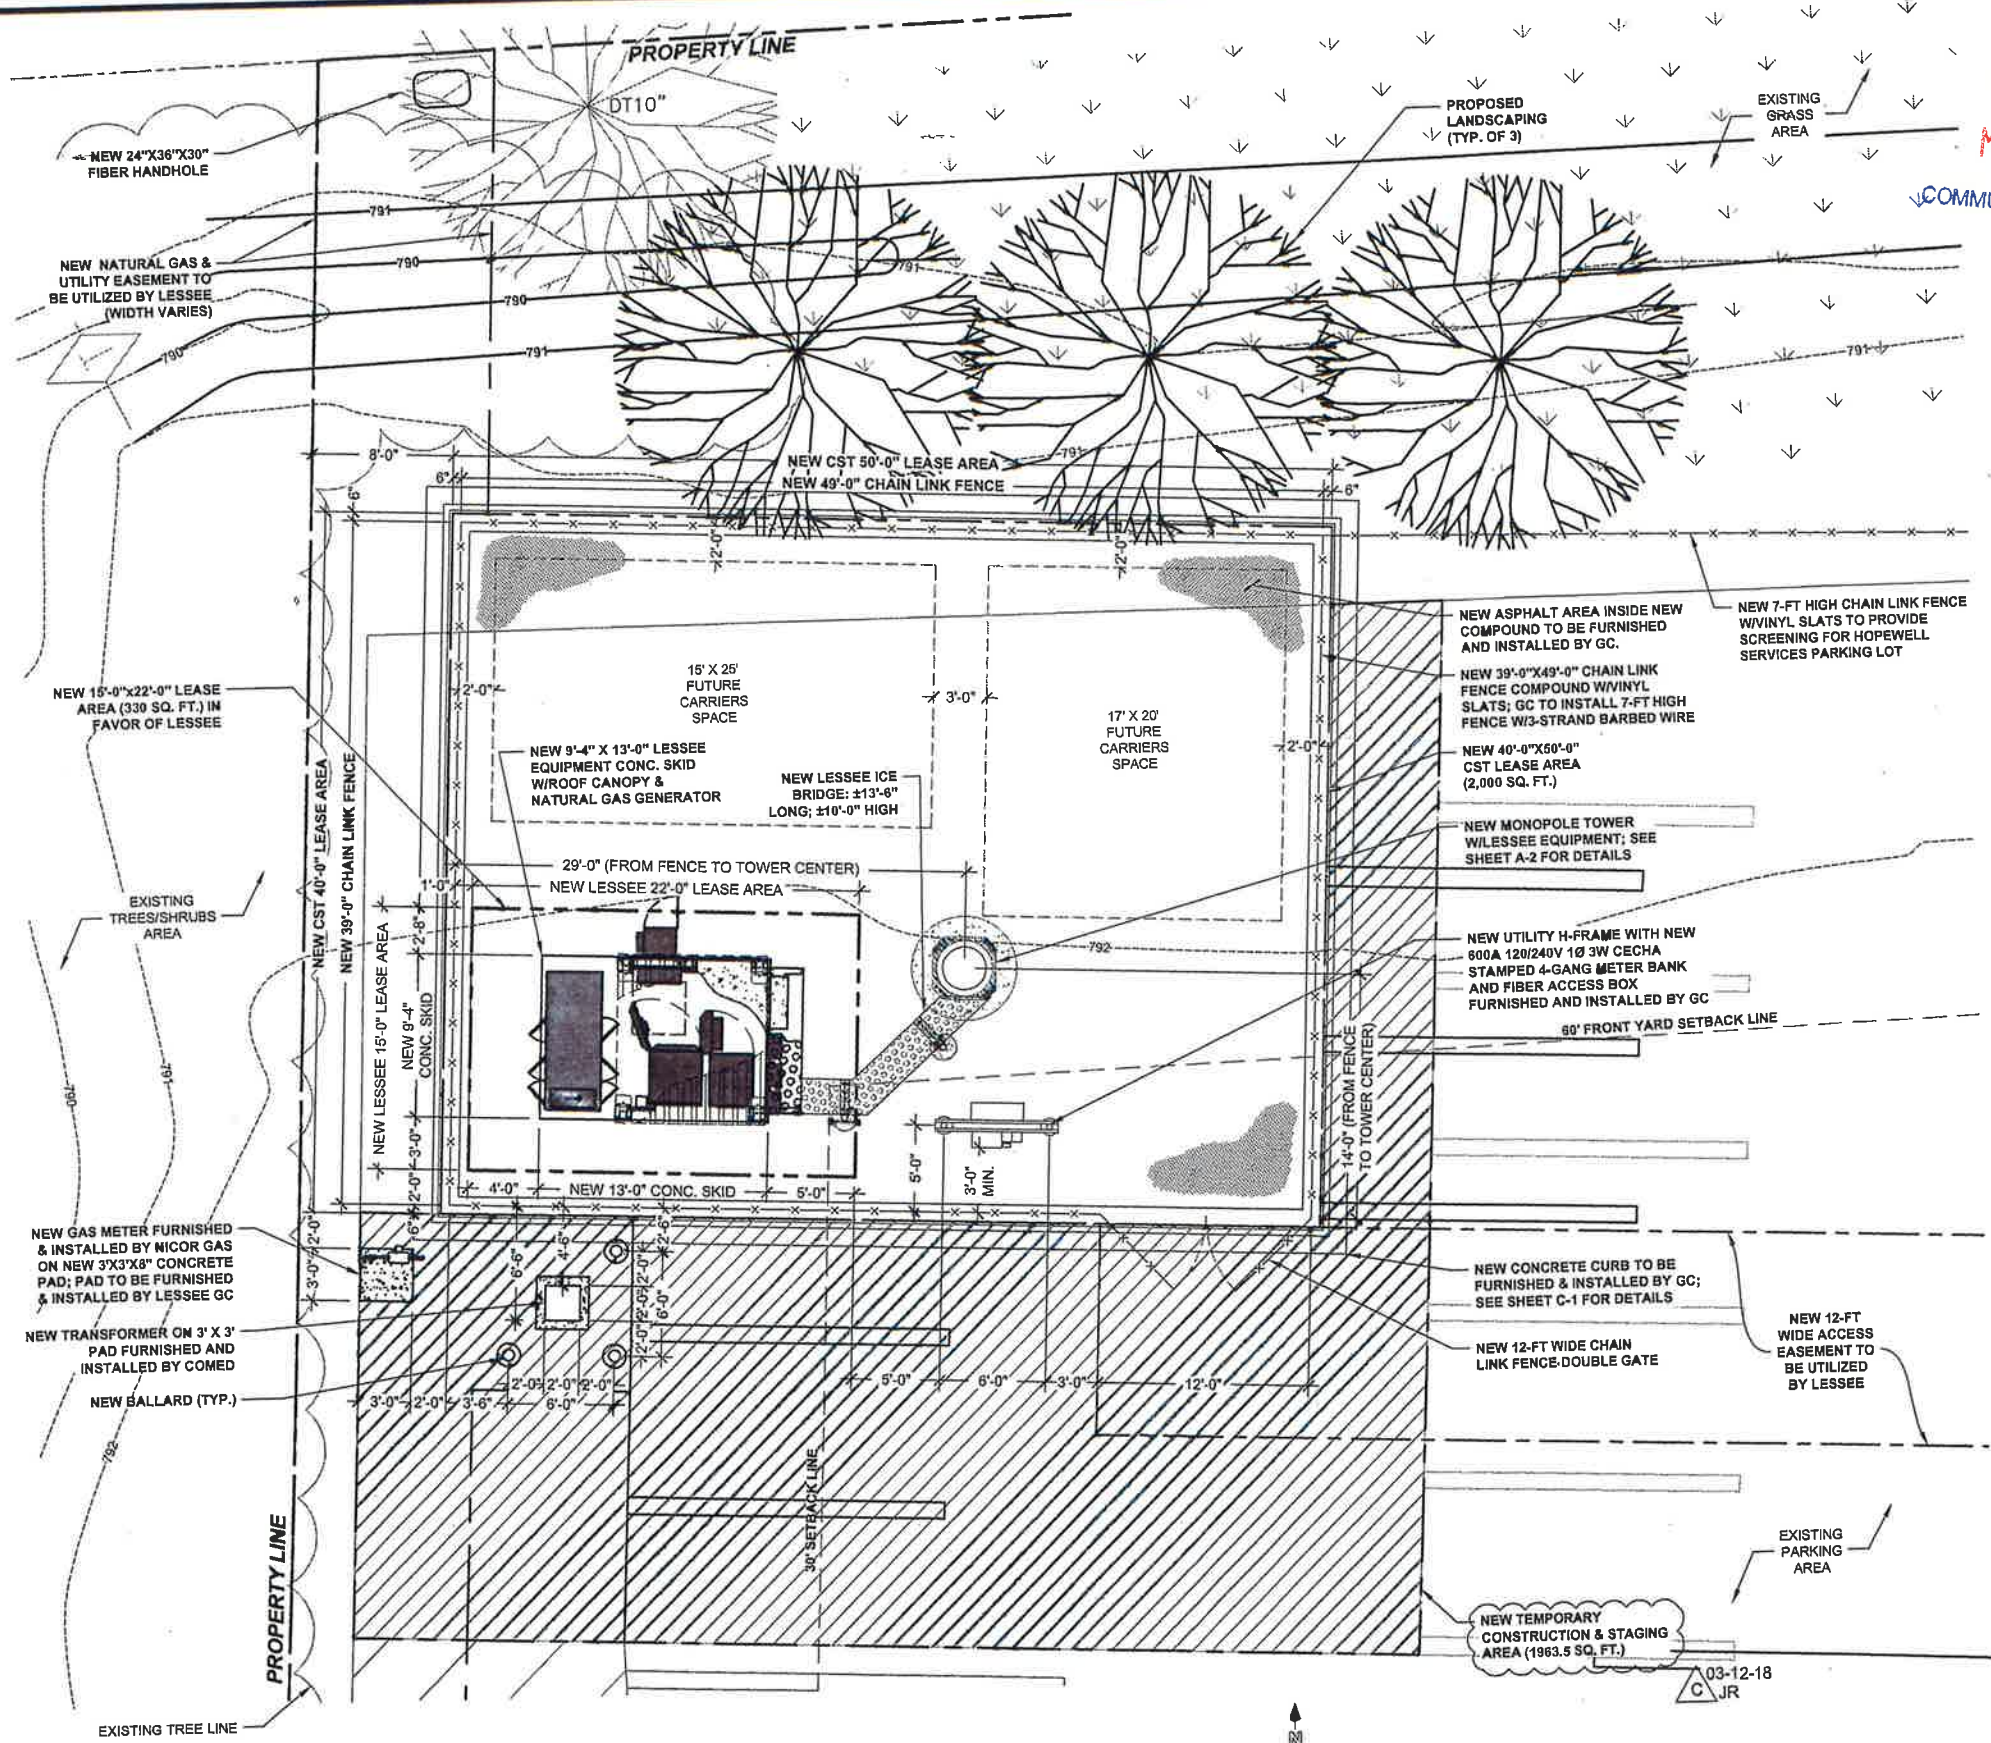 PROPERTY LINE
DT10"
NEW 24"X36"X30"
FIBER HANDHOLE
PROPOSED
LANDSCAPING
(TYP. OF 3)
EXISTING
GRASS
AREA
791
NEW NATURAL GAS &
UTILITY EASEMENT TO
BE UTILIZED BY LESSEE
(WIDTH VARIES)
790
791
790
790
791
791
791
8'-0"
NEW CST 50'-0" LEASE AREA
6"
NEW 49'-0" CHAIN LINK FENCE
6"
6"
2'-0"
2'-0"
NEW ASPHALT AREA INSIDE NEW
COMPOUND TO BE FURNISHED
AND INSTALLED BY GC.
NEW 7-FT HIGH CHAIN LINK FENCE
W/VINYL SLATS TO PROVIDE
SCREENING FOR HOPEWELL
SERVICES PARKING LOT
NEW 39'-0"X49'-0" CHAIN LINK
FENCE COMPOUND W/VINYL
SLATS; GC TO INSTALL 7-FT HIGH
FENCE W/3-STRAND BARBED WIRE
NEW 15'-0"x22'-0" LEASE
AREA (330 SQ. FT.) IN
FAVOR OF LESSEE
2'-0"
15' X 25'
FUTURE
CARRIERS
SPACE
3'-0"
17' X 20'
FUTURE
CARRIERS
SPACE
2'-0"
NEW 40'-0"X50'-0"
CST LEASE AREA
(2,000 SQ. FT.)
NEW 9'-4" X 13'-0" LESSEE
EQUIPMENT CONC. SKID
W/ROOF CANOPY &
NATURAL GAS GENERATOR
NEW LESSEE ICE
BRIDGE: ±13'-6"
LONG; ±10'-0" HIGH
NEW CST 40'-0" LEASE AREA
NEW 39'-0" CHAIN LINK FENCE
NEW MONOPOLE TOWER
W/LESSEE EQUIPMENT; SEE
SHEET A-2 FOR DETAILS
29'-0" (FROM FENCE TO TOWER CENTER)
1'-0"
NEW LESSEE 22'-0" LEASE AREA
EXISTING
TREES/SHRUBS
AREA
NEW LESSEE 15'-0" LEASE AREA
2'-8"
NEW 9'-4"
CONC. SKID
3'-0"
2'-0"
6"
792
NEW UTILITY H-FRAME WITH NEW
600A 120/240V 1Ø 3W CECHA
STAMPED 4-GANG METER BANK
AND FIBER ACCESS BOX
FURNISHED AND INSTALLED BY GC
60' FRONT YARD SETBACK LINE
14'-0" (FROM FENCE
TO TOWER CENTER)
790
791
5'-0"
3'-0"
MIN.
4'-0"
NEW 13'-0" CONC. SKID
5'-0"
NEW GAS METER FURNISHED
& INSTALLED BY NICOR GAS
ON NEW 3'X3'X8" CONCRETE
PAD; PAD TO BE FURNISHED
& INSTALLED BY LESSEE GC
2'-0"
3'-0"
6'-6"
4'-6"
2'-6"
2'-0"
2'-0"
2'-0"
6'-0"
NEW CONCRETE CURB TO BE
FURNISHED & INSTALLED BY GC;
SEE SHEET C-1 FOR DETAILS
NEW TRANSFORMER ON 3' X 3'
PAD FURNISHED AND
INSTALLED BY COMED
NEW 12-FT WIDE CHAIN
LINK FENCE DOUBLE GATE
NEW 12-FT
WIDE ACCESS
EASEMENT TO
BE UTILIZED
BY LESSEE
NEW BALLARD (TYP.)
2'-0" 2'-0" 2'-0"
3'-0" 2'-0" 3'-6" 6'-0"
5'-0" 6'-0" 3'-0" 12'-0"
792
30' SETBACK LINE
PROPERTY LINE
EXISTING
PARKING
AREA
NEW TEMPORARY
CONSTRUCTION & STAGING
AREA (1963.5 SQ. FT.)
C 03-12-18
JR
EXISTING TREE LINE
N